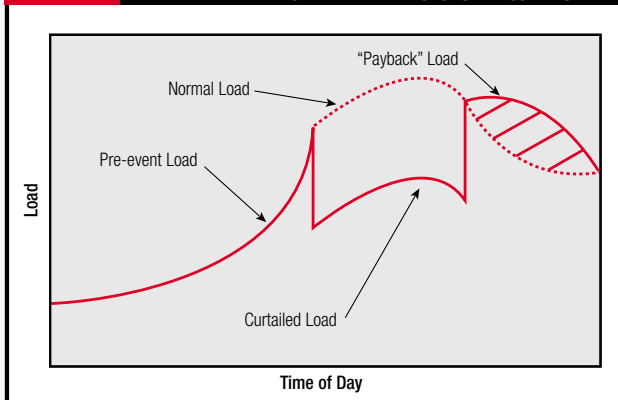 “Payback” Load
Normal Load
Pre-event Load
Load
Curtailed Load
Time of Day